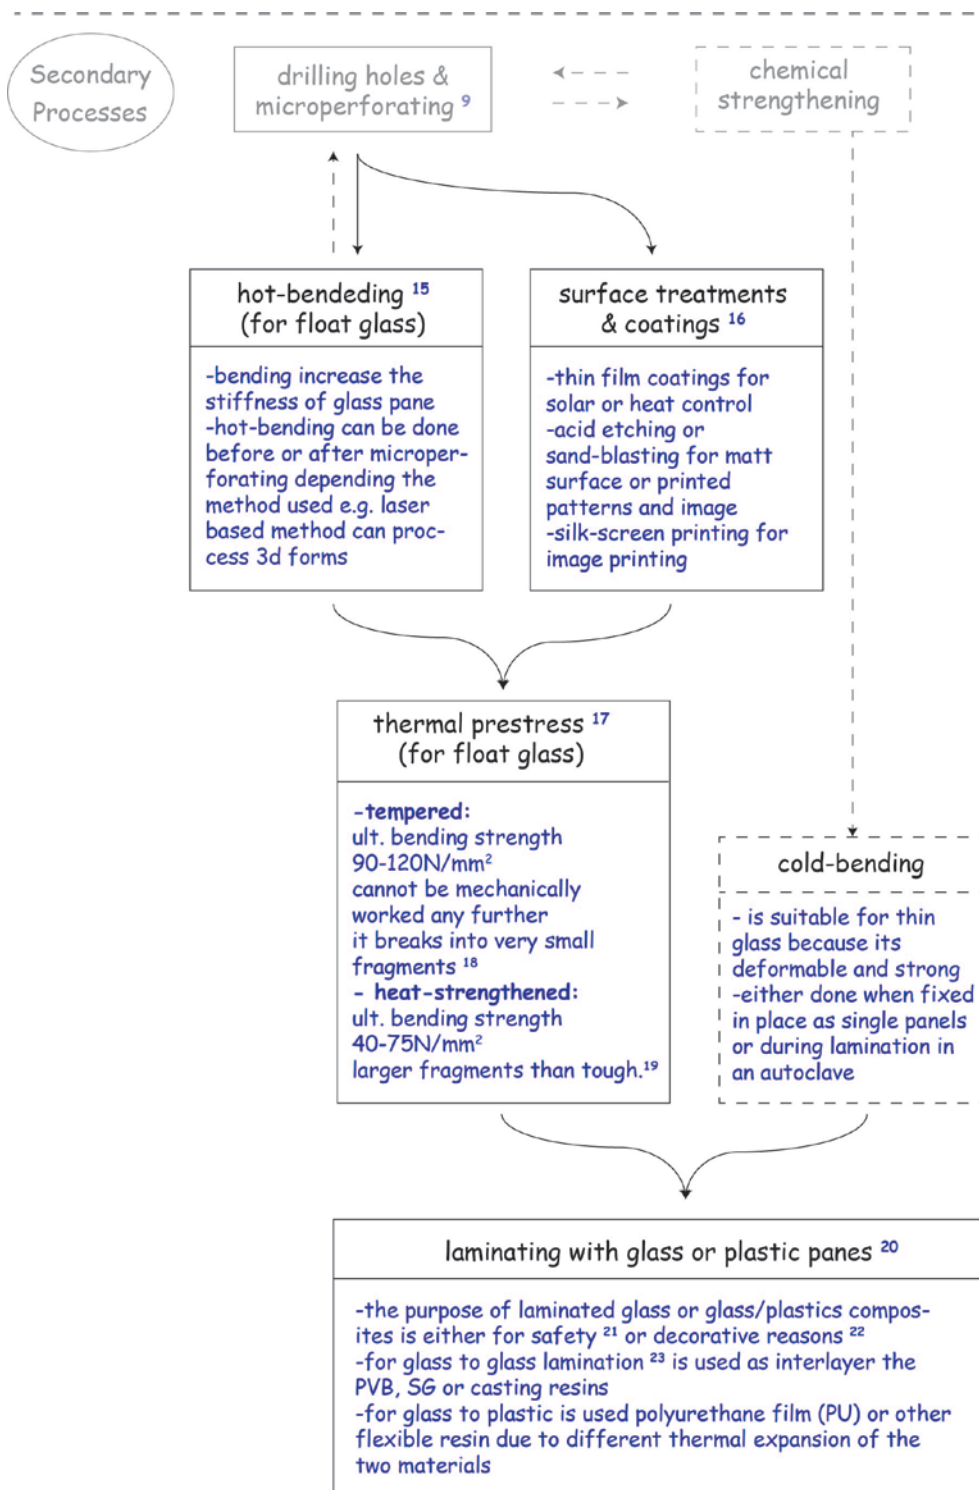 Secondary
Processes
drilling holes &
microperforating 9
chemical
strengthening
hot-bendeding 15
(for float glass)
-bending increase the
stiffness of glass pane
-hot-bending can be done
before or after microper-
forating depending the
method used e.g. laser
based method can proc-
cess 3d forms
surface treatments
& coatings 16
-thin film coatings for
solar or heat control
-acid etching or
sand-blasting for matt
surface or printed
patterns and image
-silk-screen printing for
image printing
thermal prestress 17
(for float glass)
-tempered:
ult. bending strength
90-120N/mm²
cannot be mechanically
worked any further
it breaks into very small
fragments 18
- heat-strengthened:
ult. bending strength
40-75N/mm²
larger fragments than tough.19
cold-bending
- is suitable for thin
glass because its
deformable and strong
-either done when fixed
in place as single panels
or during lamination in
an autoclave
laminating with glass or plastic panes 20
-the purpose of laminated glass or glass/plastics compos-
ites is either for safety 21 or decorative reasons 22
-for glass to glass lamination 23 is used as interlayer the
PVB, SG or casting resins
-for glass to plastic is used polyurethane film (PU) or other
flexible resin due to different thermal expansion of the
two materials